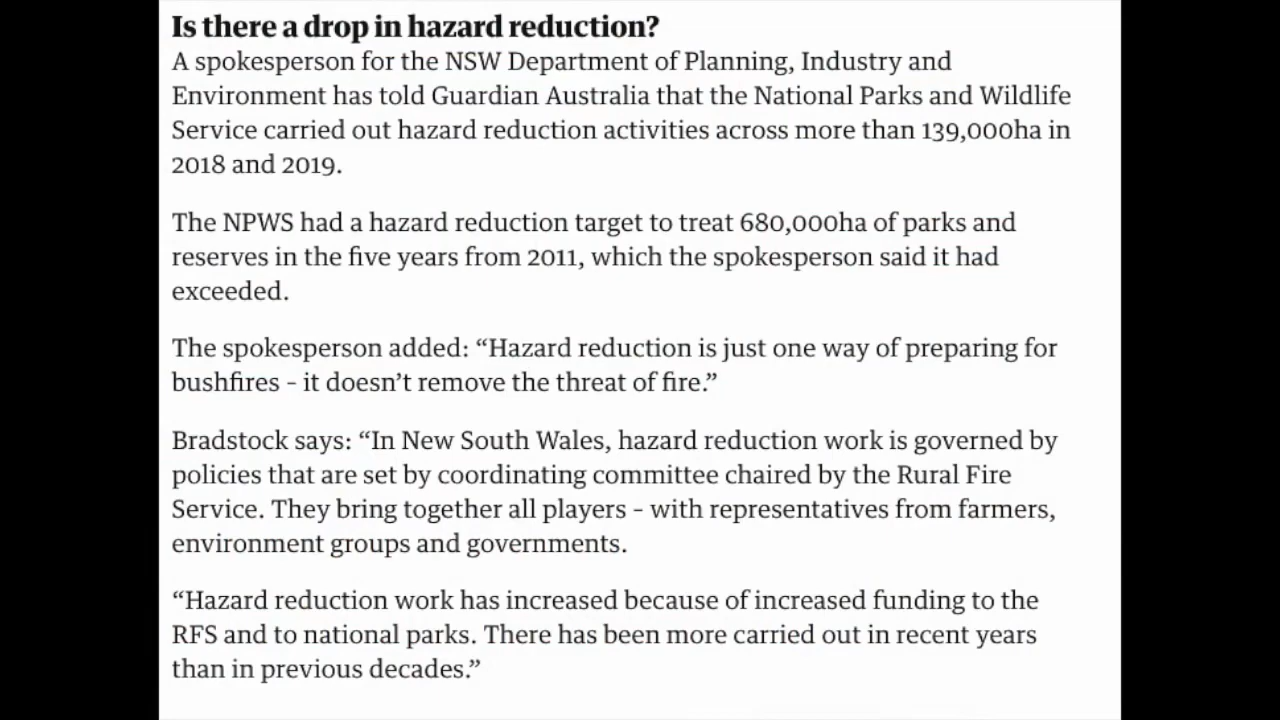 Is there a drop in hazard reduction?
A spokesperson for the NSW Department of Planning, Industry and
Environment has told Guardian Australia that the National Parks and Wildlife
Service carried out hazard reduction activities across more than 139,000ha in
2018 and 2019.
The NPWS had a hazard reduction target to treat 680,000ha of parks and
reserves in the five years from 2011, which the spokesperson said it had
exceeded.
The spokesperson added: “Hazard reduction is just one way of preparing for
bushfires – it doesn’t remove the threat of fire.”
Bradstock says: “In New South Wales, hazard reduction work is governed by
policies that are set by coordinating committee chaired by the Rural Fire
Service. They bring together all players – with representatives from farmers,
environment groups and governments.
“Hazard reduction work has increased because of increased funding to the
RFS and to national parks. There has been more carried out in recent years
than in previous decades.”